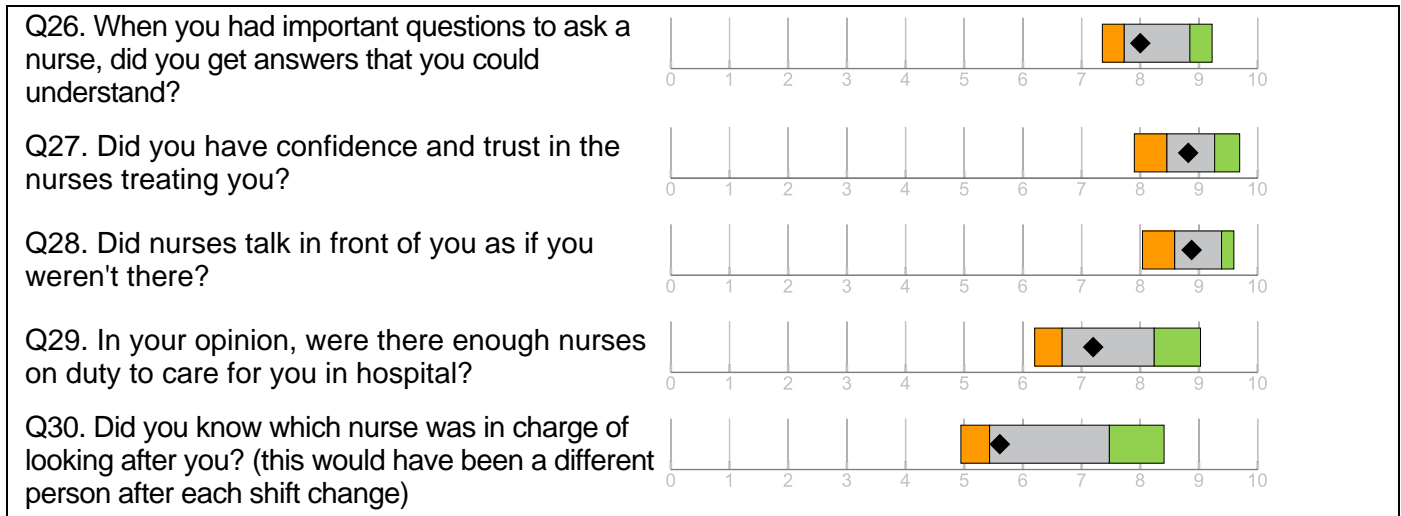 Q26. When you had important questions to ask a
nurse, did you get answers that you could
understand?
0 1 2 3 4 5 6 7 8 9 10
Q27. Did you have confidence and trust in the
nurses treating you?
0 1 2 3 4 5 6 7 8 9 10
Q28. Did nurses talk in front of you as if you
weren't there?
0 1 2 3 4 5 6 7 8 9 10
Q29. In your opinion, were there enough nurses
on duty to care for you in hospital?
0 1 2 3 4 5 6 7 8 9 10
Q30. Did you know which nurse was in charge of
looking after you? (this would have been a different
person after each shift change)
0 1 2 3 4 5 6 7 8 9 10